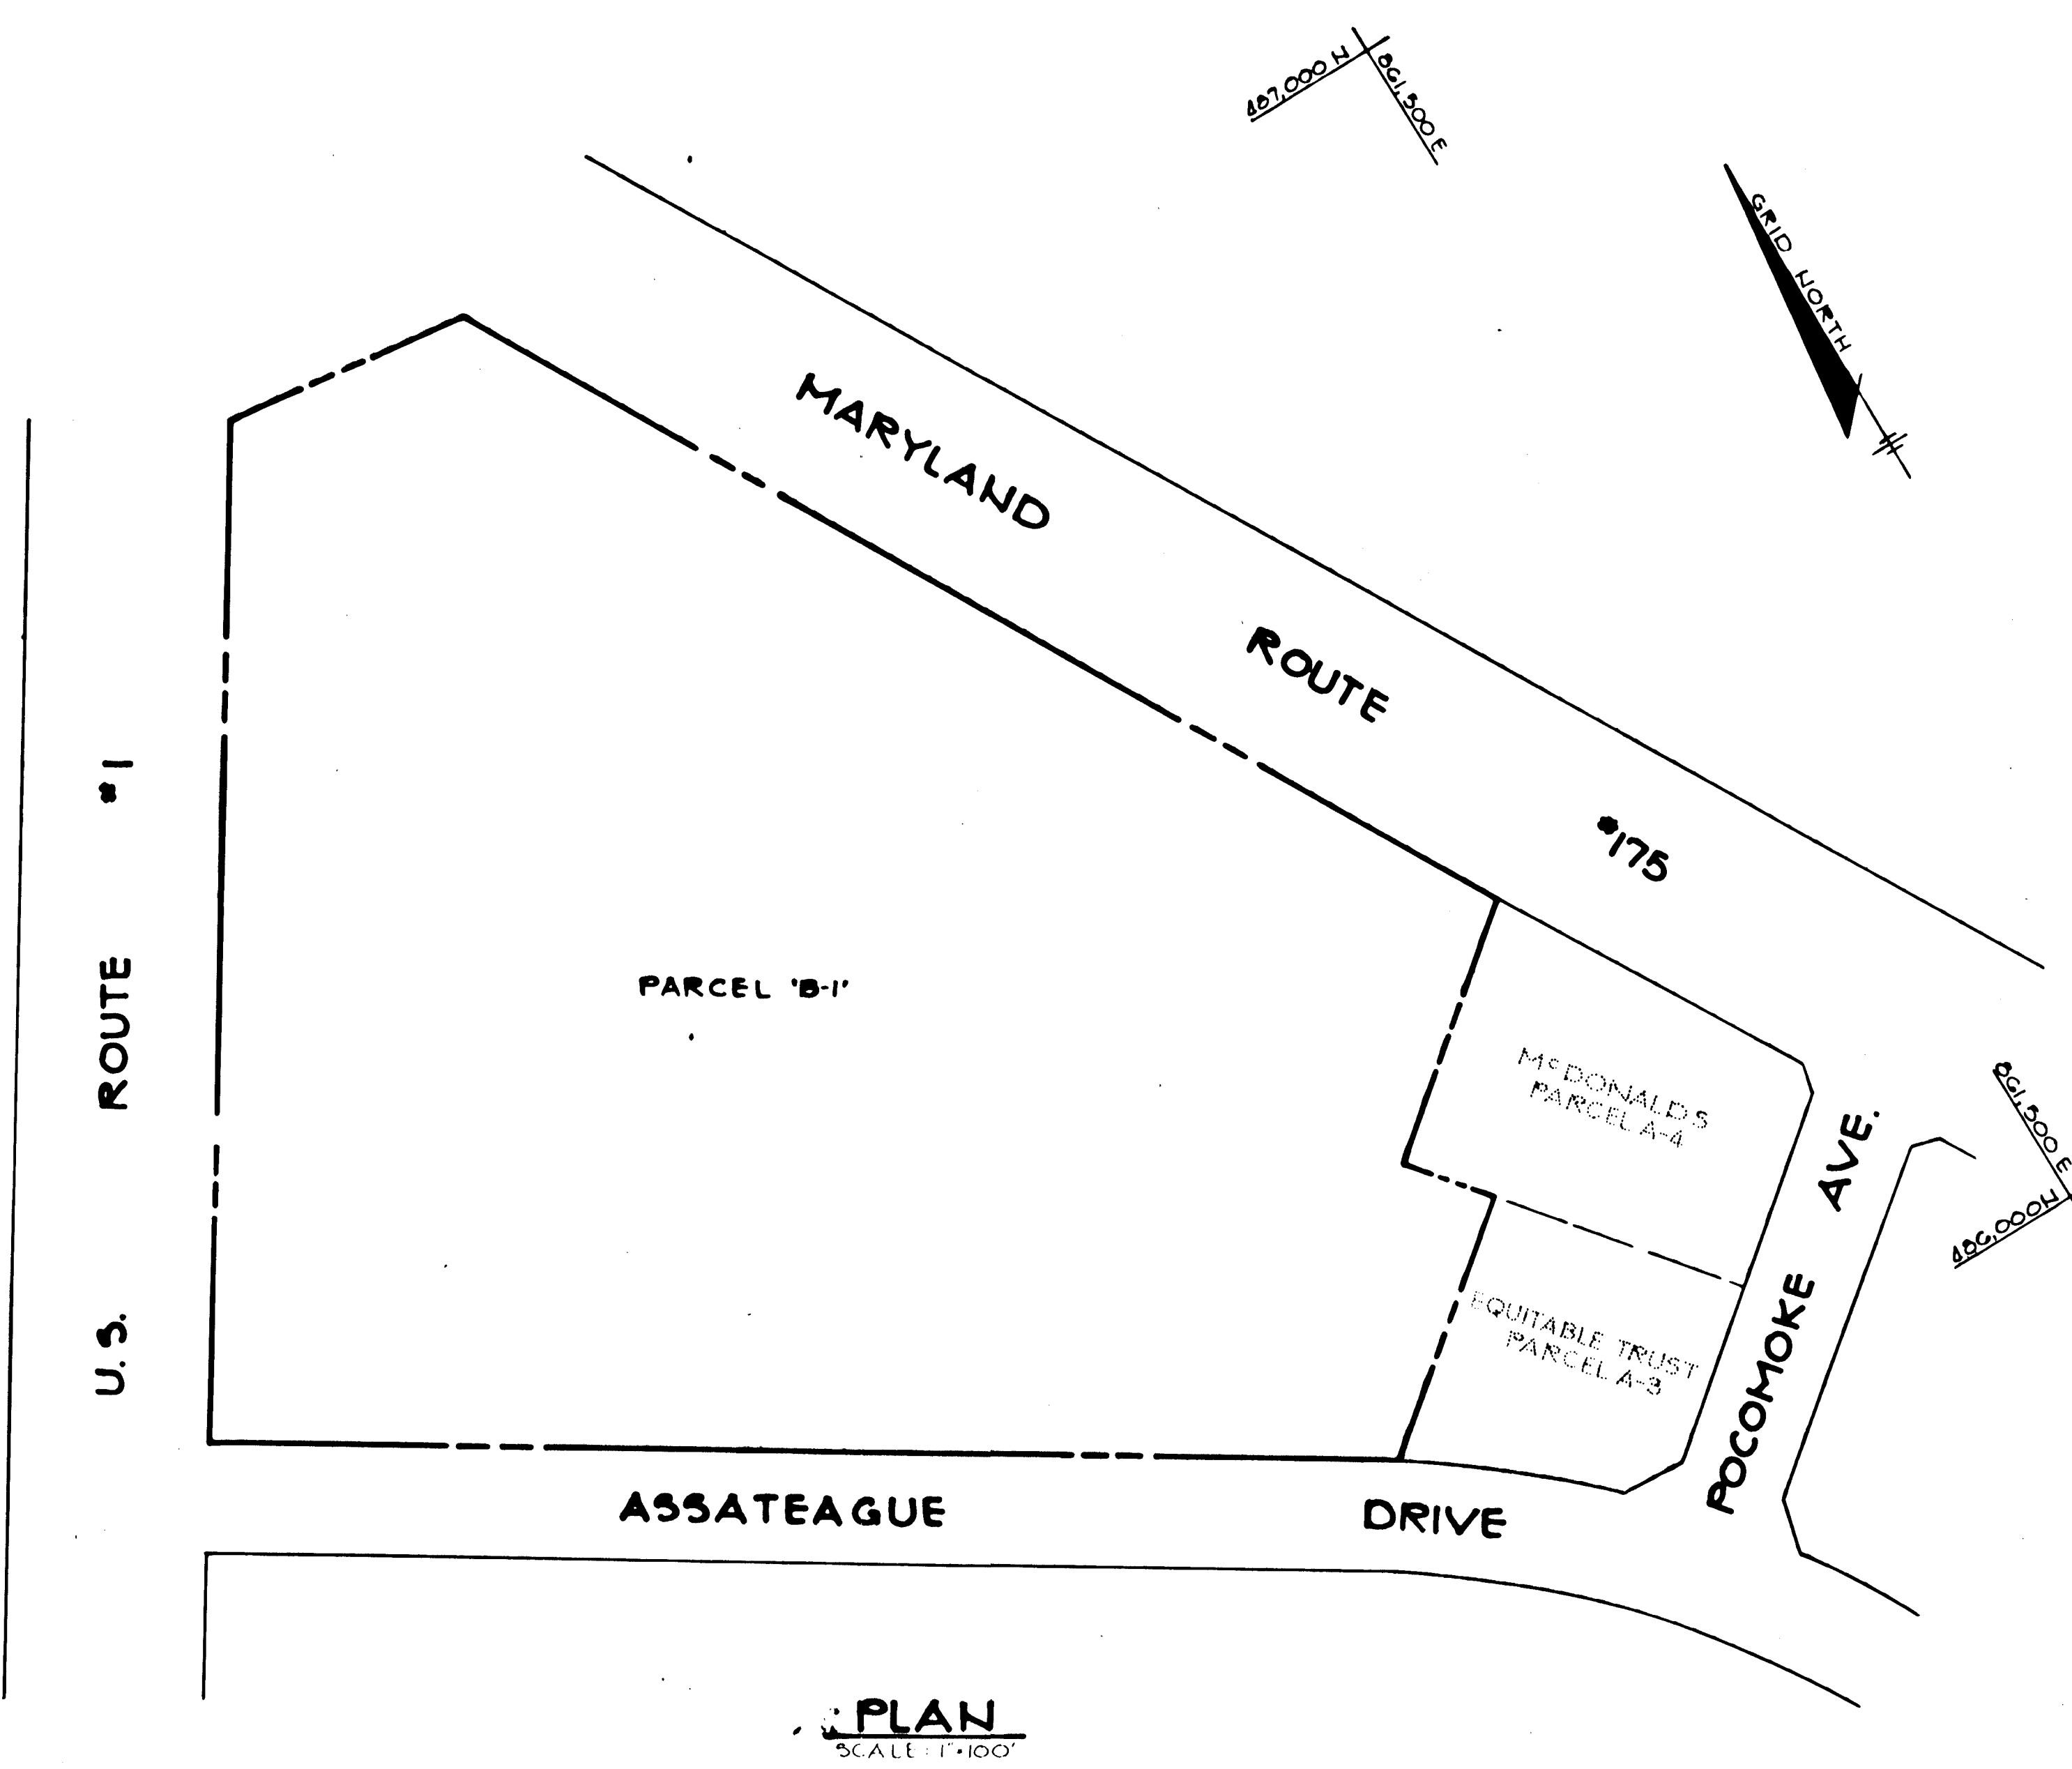 487,000 N
861,500 E
GRID NORTH
MARYLAND ROUTE #175
U.S. ROUTE #1
PARCEL 'B-1'
McDONALDS
PARCEL A-4
861,500 E
486,000 N
POCOMOKE AVE.
EQUITABLE TRUST
PARCEL A-3
ASSATEAGUE DRIVE
PLAN
SCALE: 1"=100'